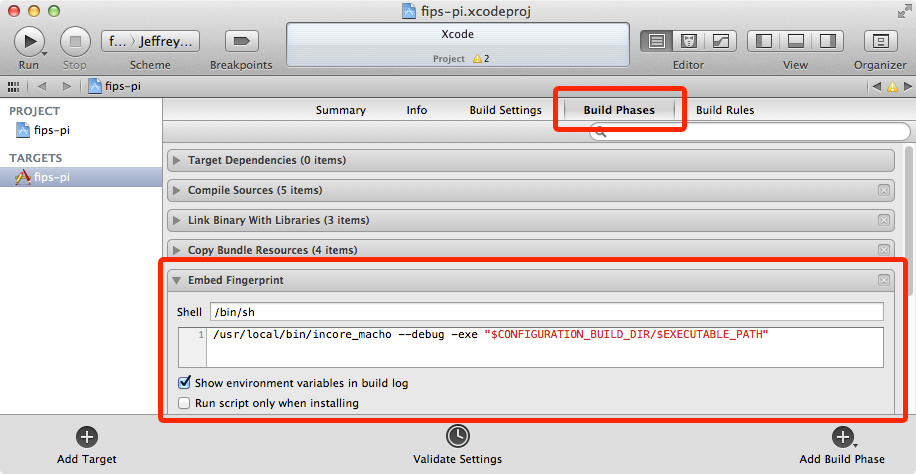 fips-pi.xcodeproj
f... 〉 Jeffrey...
Xcode
Project 2
Run Stop Scheme Breakpoints Editor View Organizer
fips-pi
PROJECT
fips-pi
TARGETS
fips-pi
Summary Info Build Settings Build Phases Build Rules
Target Dependencies (0 items)
Compile Sources (5 items)
Link Binary With Libraries (3 items)
Copy Bundle Resources (4 items)
Embed Fingerprint
Shell /bin/sh
1 /usr/local/bin/incore_macho --debug -exe "$CONFIGURATION_BUILD_DIR/$EXECUTABLE_PATH"
Show environment variables in build log
Run script only when installing
Add Target Validate Settings Add Build Phase